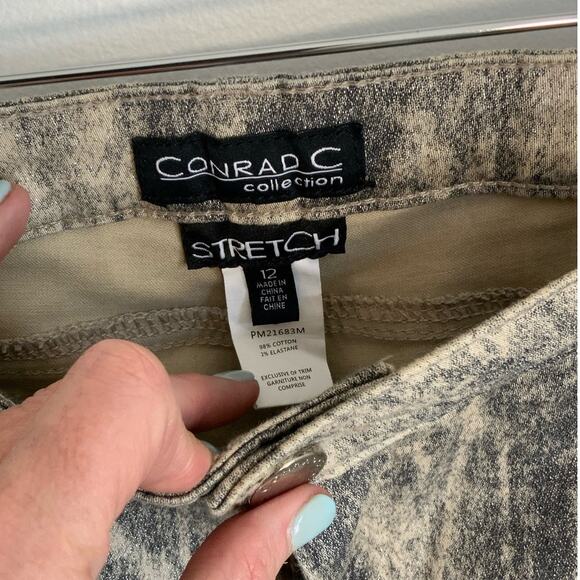 CONRAD C
collection
STRETCH
12
MADE IN
CHINA
FAIT EN
CHINE
PM21683M
98% COTTON
2% ELASTANE
EXCLUSIVE OF TRIM
GARNITURE NON
COMPRISE